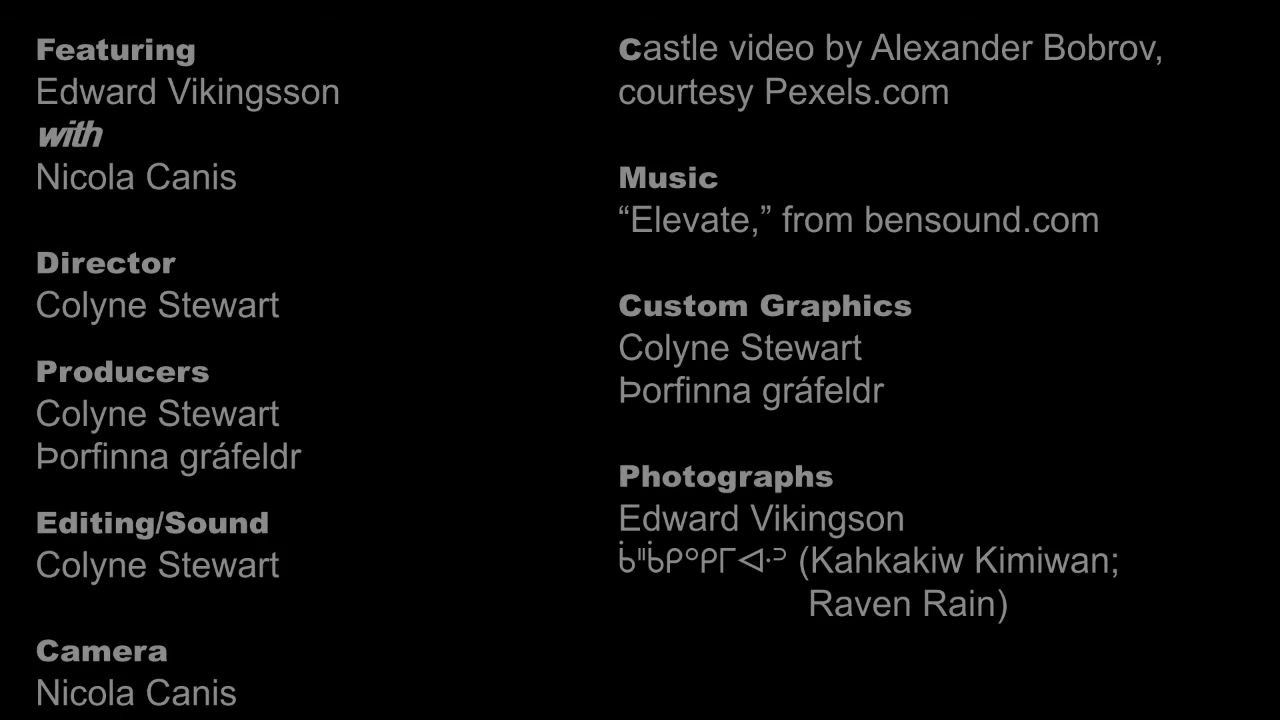 Featuring
Edward Vikingsson
with
Nicola Canis
Director
Colyne Stewart
Producers
Colyne Stewart
Þorfinna gráfeldr
Editing/Sound
Colyne Stewart
Camera
Nicola Canis
Castle video by Alexander Bobrov,
courtesy Pexels.com
Music
“Elevate,” from bensound.com
Custom Graphics
Colyne Stewart
Þorfinna gráfeldr
Photographs
Edward Vikingson
ᑳᐦᑳᑭᐤᑭᒥᐊᐧᐣ (Kahkakiw Kimiwan;
Raven Rain)